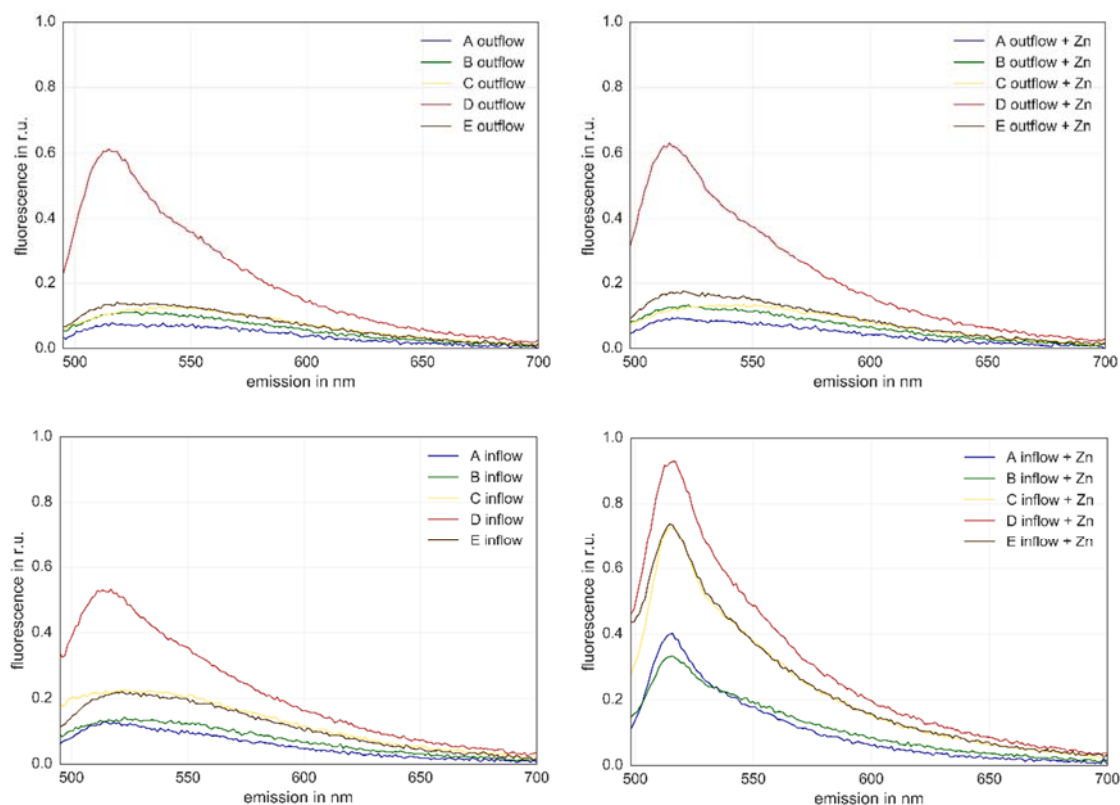 1.0
0.8
0.6
0.4
0.2
0.0
fluorescence in r.u.
A outflow
B outflow
C outflow
D outflow
E outflow
500 550 600 650 700
emission in nm
1.0
0.8
0.6
0.4
0.2
0.0
fluorescence in r.u.
A outflow + Zn
B outflow + Zn
C outflow + Zn
D outflow + Zn
E outflow + Zn
500 550 600 650 700
emission in nm
1.0
0.8
0.6
0.4
0.2
0.0
fluorescence in r.u.
A inflow
B inflow
C inflow
D inflow
E inflow
500 550 600 650 700
emission in nm
1.0
0.8
0.6
0.4
0.2
0.0
fluorescence in r.u.
A inflow + Zn
B inflow + Zn
C inflow + Zn
D inflow + Zn
E inflow + Zn
500 550 600 650 700
emission in nm